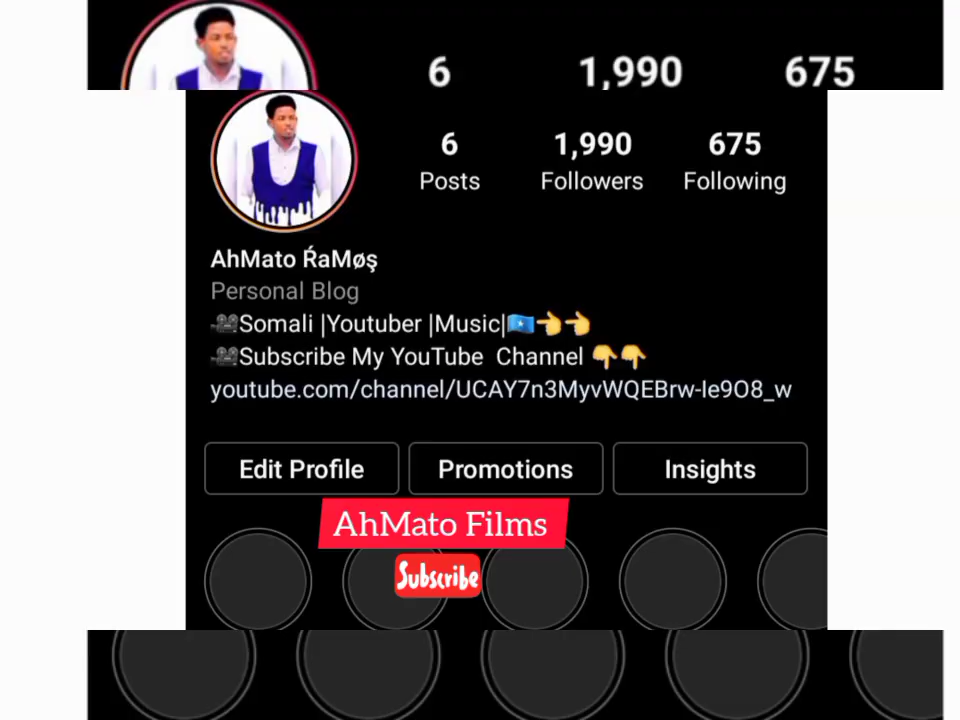 6 1,990 675
6 1,990 675
Posts Followers Following
AhMato ŔaMøş
Personal Blog
🎥Somali |Youtuber |Music|🇸🇴👈👈
🎥Subscribe My YouTube Channel 👇👇
youtube.com/channel/UCAY7n3MyvWQEBrw-Ie9O8_w
Edit Profile Promotions Insights
AhMato Films
Subscribe